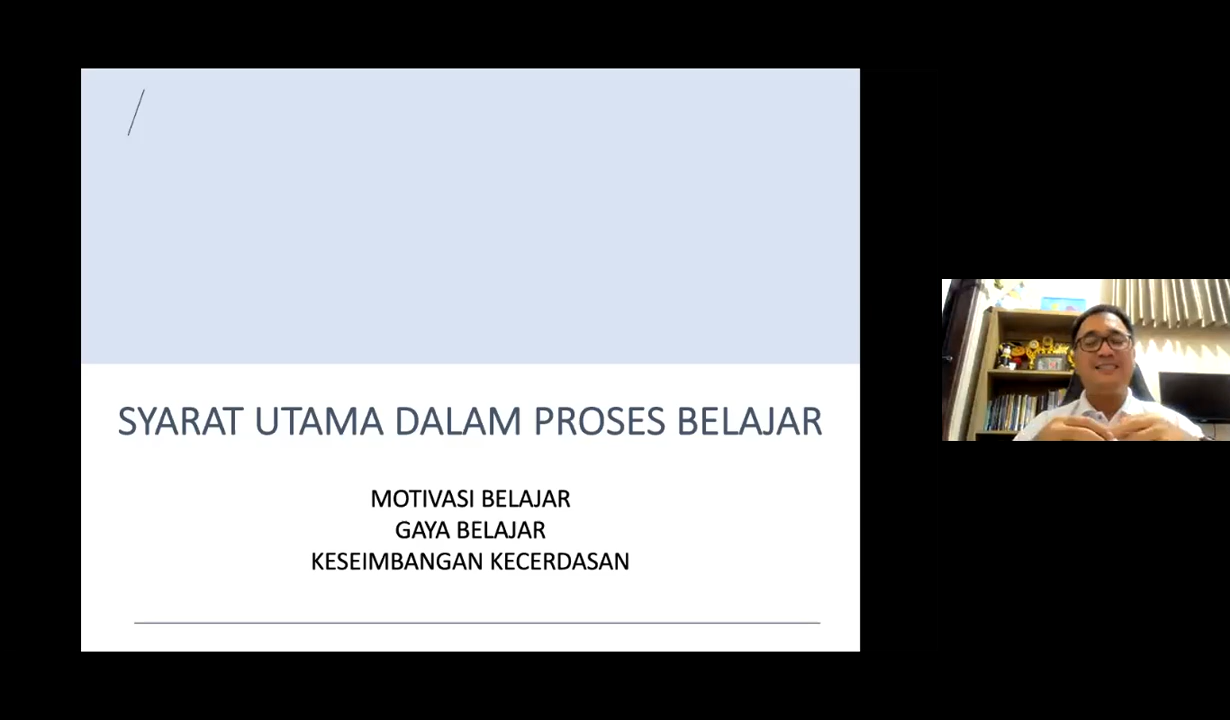 SYARAT UTAMA DALAM PROSES BELAJAR
MOTIVASI BELAJAR
GAYA BELAJAR
KESEIMBANGAN KECERDASAN